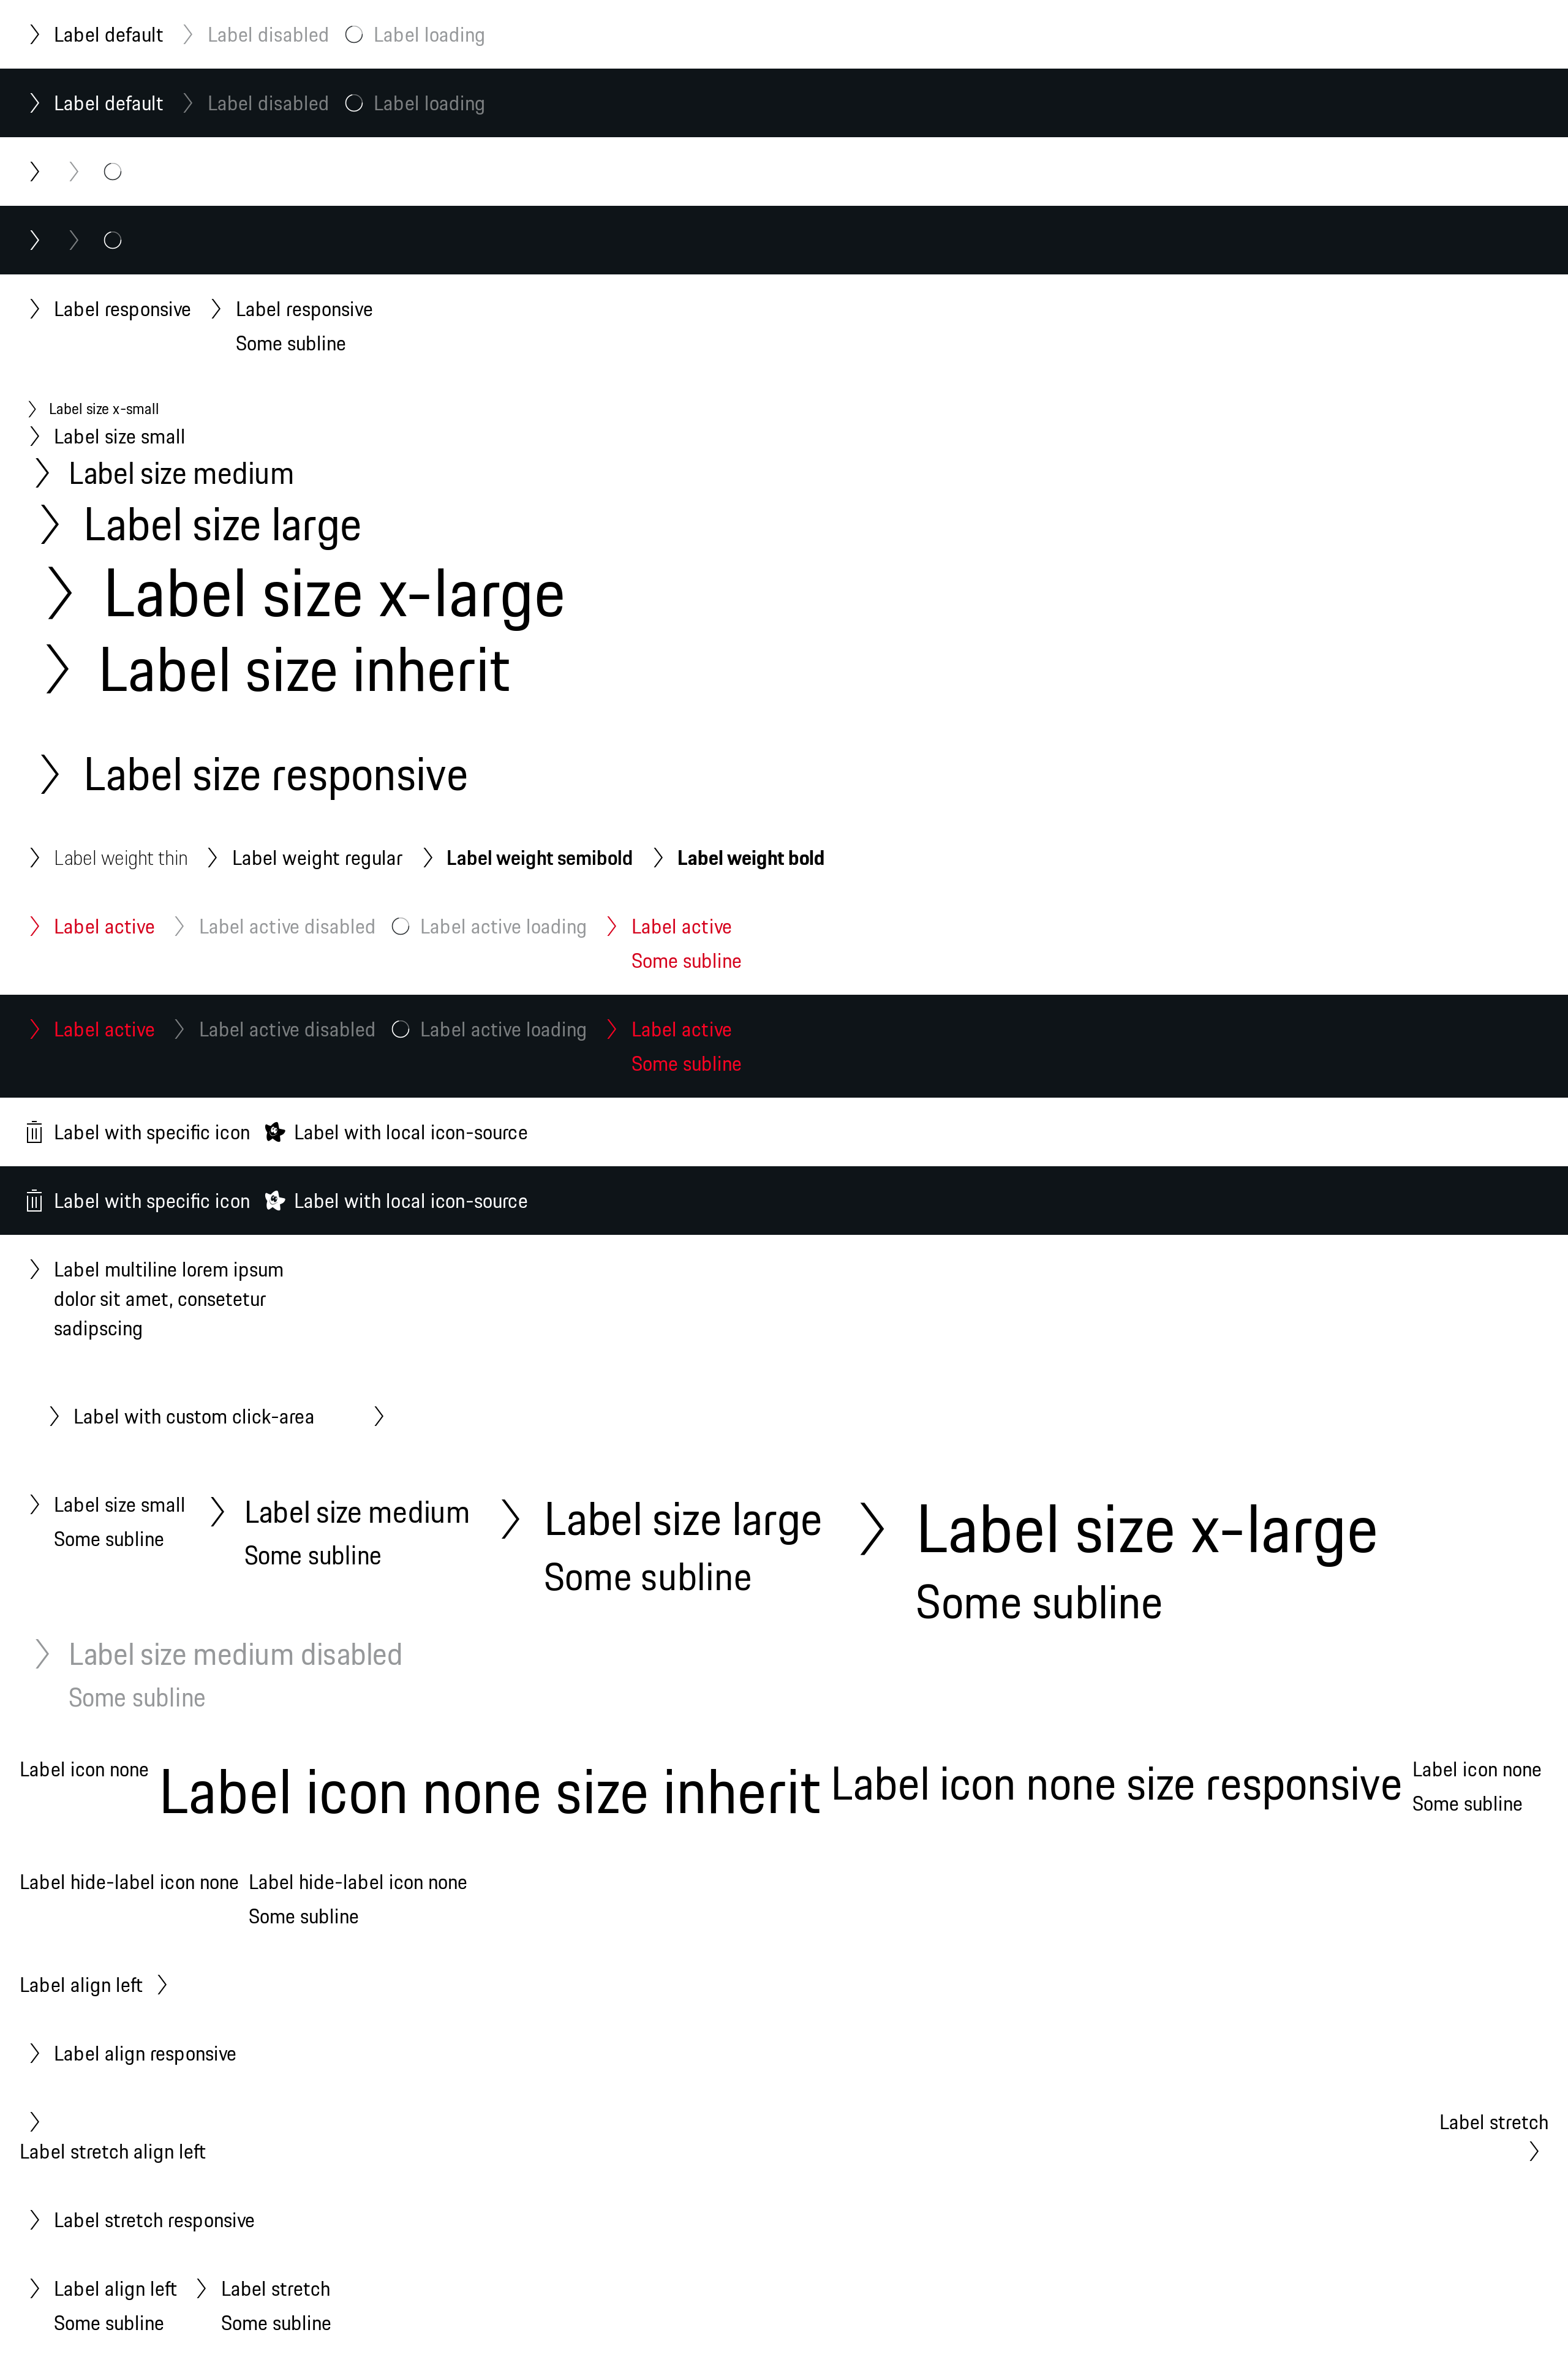 Label default Label disabled Label loading
Label default Label disabled Label loading
Label responsive Label responsive
Some subline
Label size x-small
Label size small
Label size medium
Label size large
Label size x-large
Label size inherit
Label size responsive
Label weight thin Label weight regular Label weight semibold Label weight bold
Label active Label active disabled Label active loading Label active
Some subline
Label active Label active disabled Label active loading Label active
Some subline
Label with specific icon Label with local icon-source
Label with specific icon Label with local icon-source
Label multiline lorem ipsum
dolor sit amet, consetetur
sadipscing
Label with custom click-area
Label size small Label size medium Label size large Label size x-large
Some subline Some subline Some subline Some subline
Label size medium disabled
Some subline
Label icon none Label icon none size inherit Label icon none size responsive Label icon none
Some subline
Label hide-label icon none Label hide-label icon none
Some subline
Label align left
Label align responsive
Label stretch
Label stretch align left
Label stretch responsive
Label align left Label stretch
Some subline Some subline